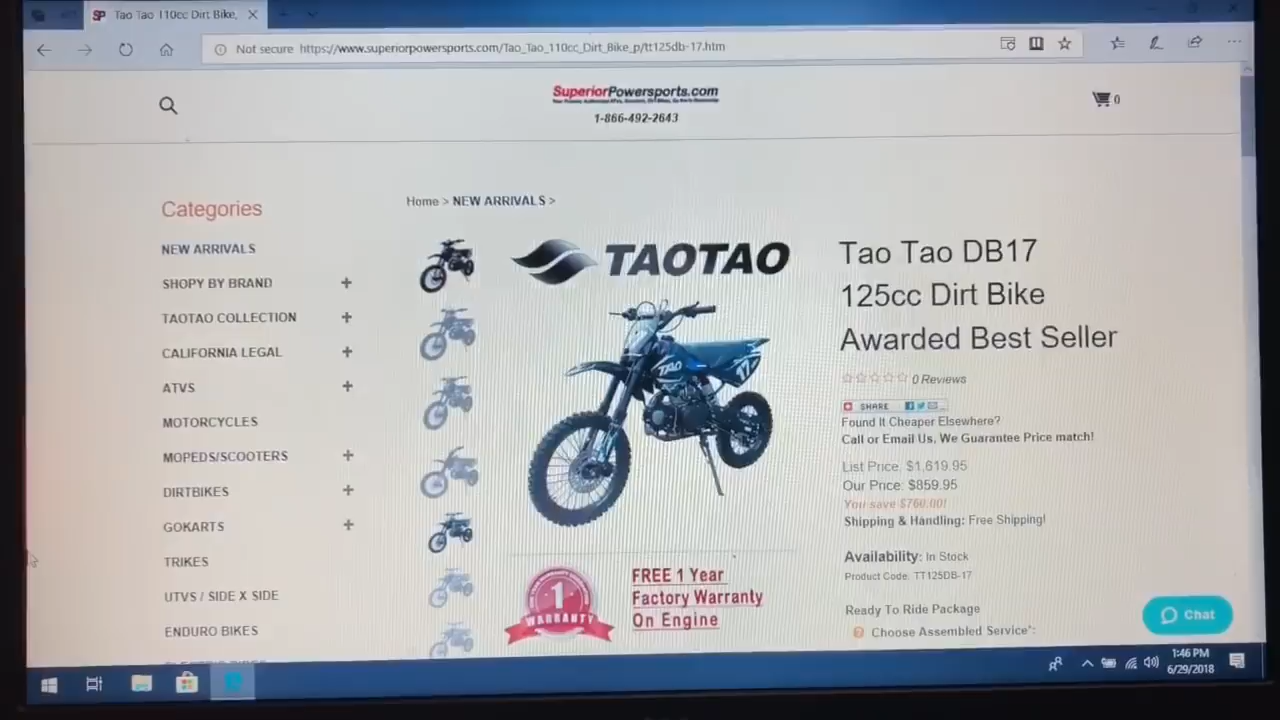 Tao Tao 110cc Dirt Bike,
Not secure https://www.superiorpowersports.com/Tao_Tao_110cc_Dirt_Bike_p/tt125db-17.htm
SuperiorPowersports.com
1-866-492-2643
0
Categories
NEW ARRIVALS
SHOPY BY BRAND
TAOTAO COLLECTION
CALIFORNIA LEGAL
ATVS
MOTORCYCLES
MOPEDS/SCOOTERS
DIRTBIKES
GOKARTS
TRIKES
UTVS / SIDE X SIDE
ENDURO BIKES
Home > NEW ARRIVALS >
TAOTAO
TAO
17
1
WARRANTY
FREE 1 Year
Factory Warranty
On Engine
Tao Tao DB17
125cc Dirt Bike
Awarded Best Seller
0 Reviews
SHARE
Found It Cheaper Elsewhere?
Call or Email Us, We Guarantee Price match!
List Price: $1,619.95
Our Price: $859.95
You save $760.00!
Shipping & Handling: Free Shipping!
Availability: In Stock
Product Code: TT125DB-17
Ready To Ride Package
Choose Assembled Service*:
Chat
1:46 PM
6/29/2018